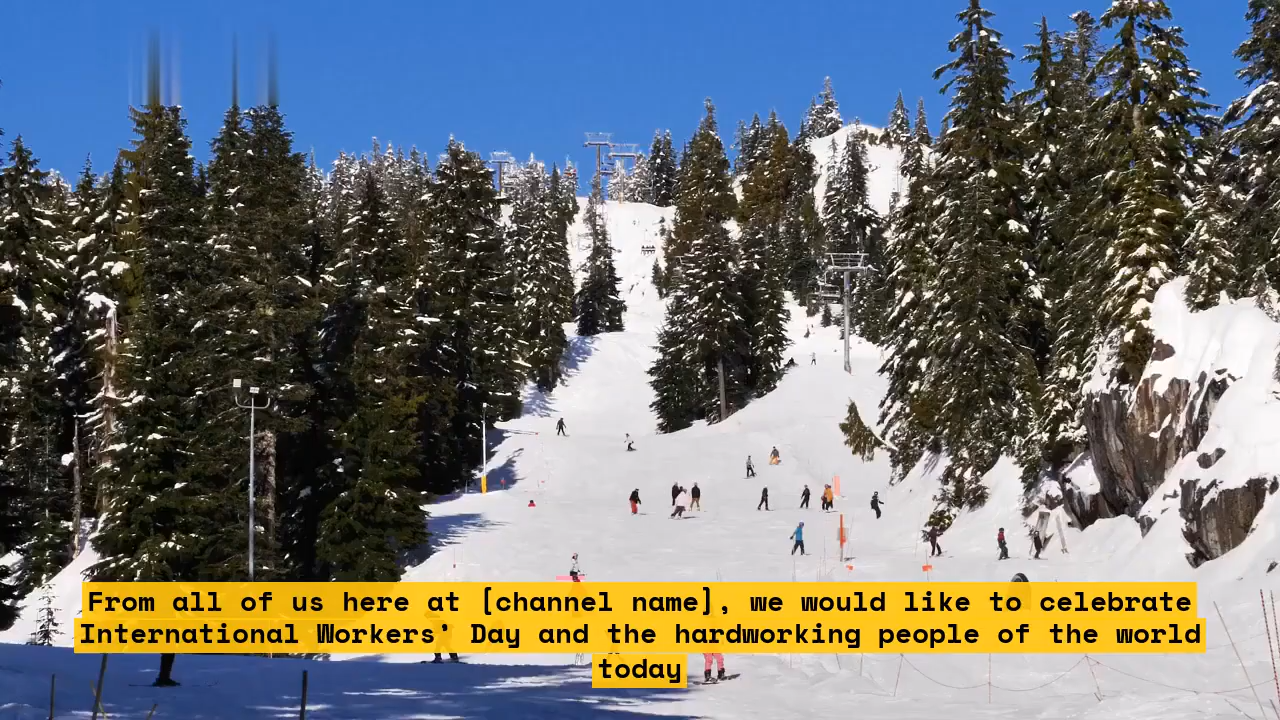 From all of us here at [channel name], we would like to celebrate
International Workers' Day and the hardworking people of the world
today